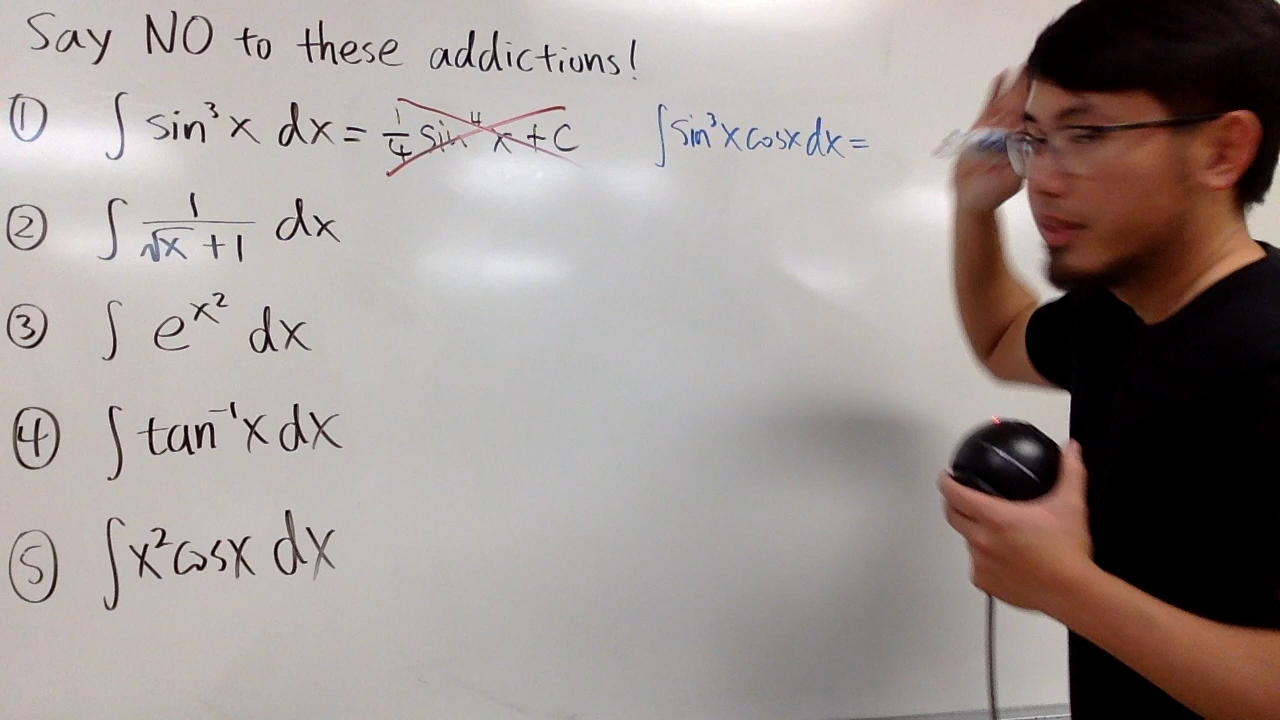 Say NO to these addictions!
① ∫ sin³x dx = 1/4 sin⁴x + C ∫sin³x cosx dx =
② ∫ 1/(√x + 1) dx
③ ∫ e^(x²) dx
④ ∫ tan⁻¹x dx
⑤ ∫x²cosx dx